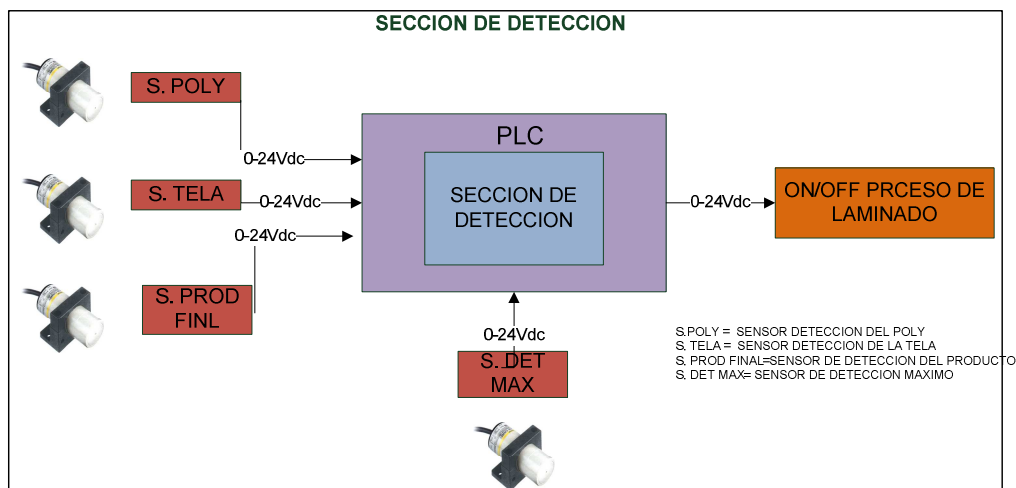 SECCION DE DETECCION
S. POLY
PLC
0-24Vdc
S. TELA
0-24Vdc
SECCION DE
DETECCION
0-24Vdc
ON/OFF PRCESO DE
LAMINADO
0-24Vdc
S. PROD
FINL
0-24Vdc
S. DET
MAX
S.POLY = SENSOR DETECCION DEL POLY
S. TELA = SENSOR DETECCION DE LA TELA
S. PROD FINAL=SENSOR DE DETECCION DEL PRODUCTO
S. DET MAX= SENSOR DE DETECCION MAXIMO